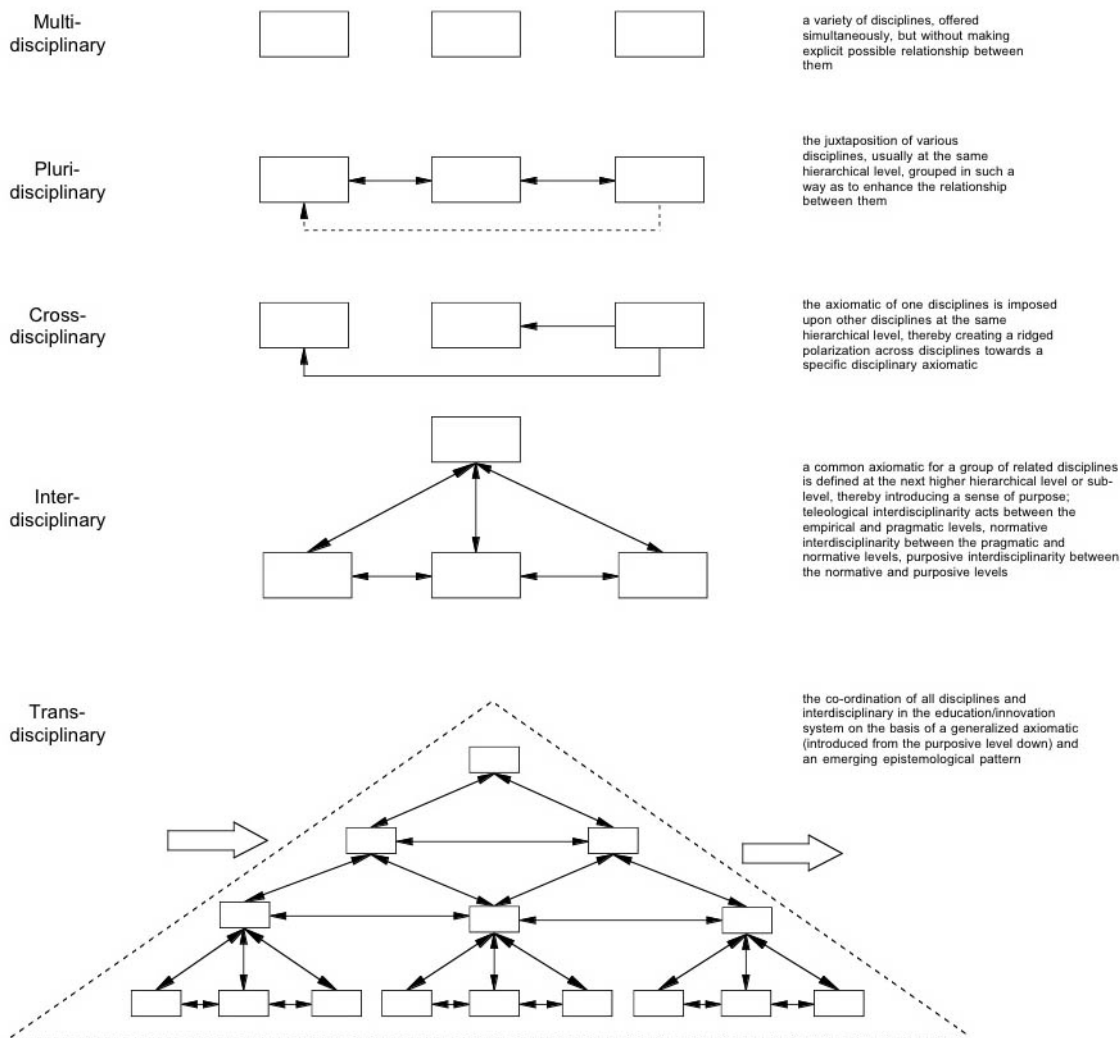 Multi-
disciplinary
a variety of disciplines, offered
simultaneously, but without making
explicit possible relationship between
them
Pluri-
disciplinary
the juxtaposition of various
disciplines, usually at the same
hierarchical level, grouped in such a
way as to enhance the relationship
between them
Cross-
disciplinary
the axiomatic of one disciplines is imposed
upon other disciplines at the same
hierarchical level, thereby creating a ridged
polarization across disciplines towards a
specific disciplinary axiomatic
Inter-
disciplinary
a common axiomatic for a group of related disciplines
is defined at the next higher hierarchical level or sub-
level, thereby introducing a sense of purpose;
teleological interdisciplinarity acts between the
empirical and pragmatic levels, normative
interdisciplinarity between the pragmatic and
normative levels, purposive interdisciplinarity between
the normative and purposive levels
Trans-
disciplinary
the co-ordination of all disciplines and
interdisciplinary in the education/innovation
system on the basis of a generalized axiomatic
(introduced from the purposive level down) and
an emerging epistemological pattern